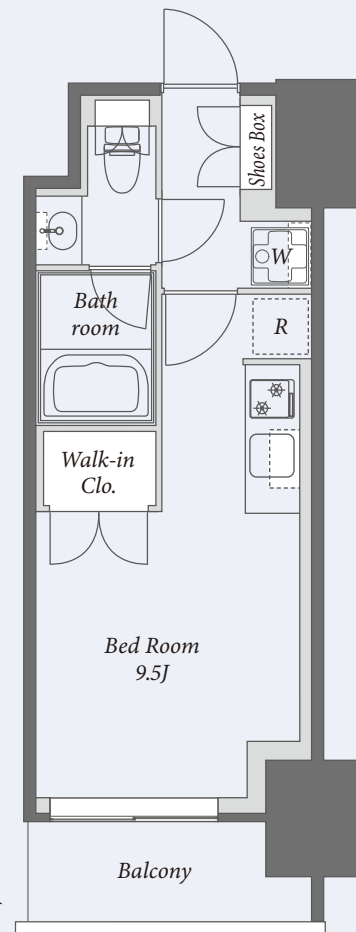 Shoes Box
W
Bath
room
R
Walk-in
Clo.
Bed Room
9.5J
Balcony